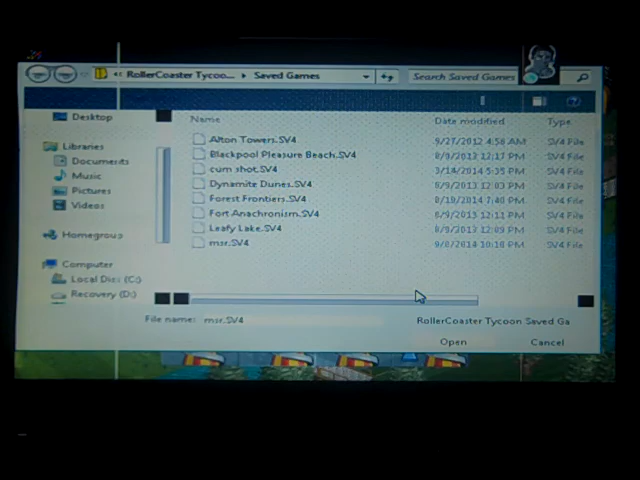 RollerCoaster Tycoo... Saved Games Search Saved Games
Desktop
Libraries
Documents
Music
Pictures
Videos
Homegroup
Computer
Local Disc (C:)
Recovery (D:)
Name Date modified Type
Alton Towers.SV4 9/27/2012 4:56 AM SV4 File
Blackpool Pleasure Beach.SV4 8/9/2013 12:17 PM SV4 File
cum shot.SV4 3/14/2014 5:35 PM SV4 File
Dynamite Dunes.SV4 8/9/2013 12:03 PM SV4 File
Forest Frontiers.SV4 8/19/2014 7:40 PM SV4 File
Fort Anachronism.SV4 8/9/2013 12:11 PM SV4 File
Leafy Lake.SV4 8/9/2013 12:09 PM SV4 File
msr.SV4 9/8/2014 10:10 PM SV4 File
File name: msr.SV4 RollerCoaster Tycoon Saved Ga
Open Cancel